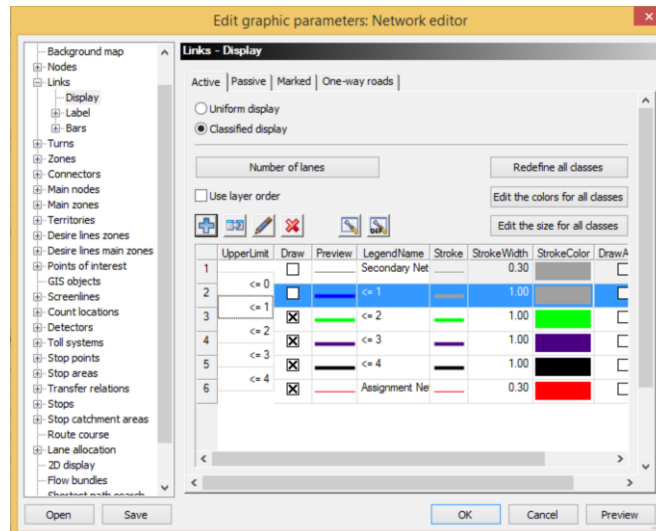 Edit graphic parameters: Network editor
Background map
Nodes
Links
Display
Label
Bars
Turns
Zones
Connectors
Main nodes
Main zones
Territories
Desire lines zones
Desire lines main zones
Points of interest
GIS objects
Screenlines
Count locations
Detectors
Toll systems
Stop points
Stop areas
Transfer relations
Stops
Stop catchment areas
Route course
Lane allocation
2D display
Flow bundles
Shortest path search
Open Save
Links - Display
Active Passive Marked One-way roads
Uniform display
Classified display
Number of lanes Redefine all classes
Use layer order Edit the colors for all classes
Edit the size for all classes
UpperLimit Draw Preview LegendName Stroke StrokeWidth StrokeColor DrawA
1 Secondary Net 0.30
<= 0
2 <= 1 1.00
<= 1
3 <= 2 1.00
<= 2
4 <= 3 1.00
<= 3
5 <= 4 1.00
<= 4
6 Assignment Net 0.30
OK Cancel Preview